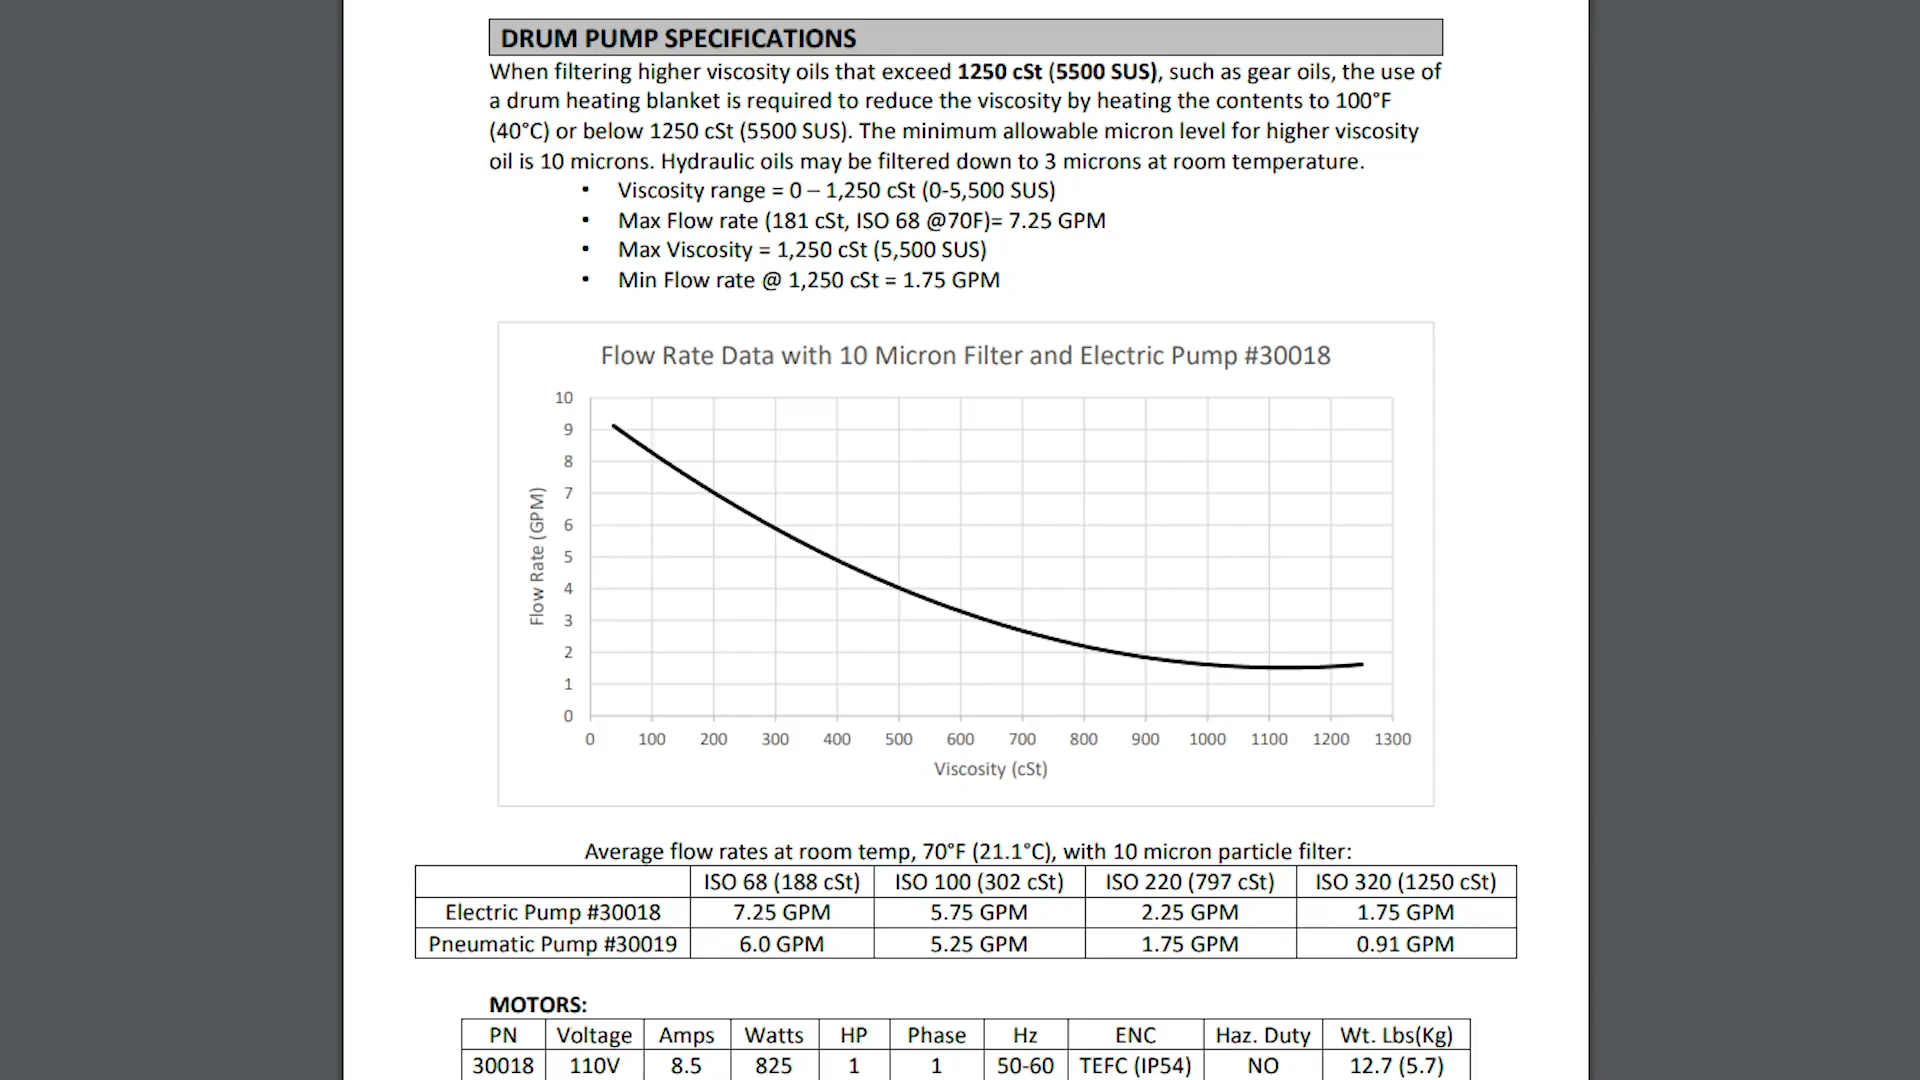 DRUM PUMP SPECIFICATIONS
When filtering higher viscosity oils that exceed 1250 cSt (5500 SUS), such as gear oils, the use of
a drum heating blanket is required to reduce the viscosity by heating the contents to 100°F
(40°C) or below 1250 cSt (5500 SUS). The minimum allowable micron level for higher viscosity
oil is 10 microns. Hydraulic oils may be filtered down to 3 microns at room temperature.
• Viscosity range = 0 – 1,250 cSt (0-5,500 SUS)
• Max Flow rate (181 cSt, ISO 68 @70F)= 7.25 GPM
• Max Viscosity = 1,250 cSt (5,500 SUS)
• Min Flow rate @ 1,250 cSt = 1.75 GPM
Flow Rate Data with 10 Micron Filter and Electric Pump #30018
Flow Rate (GPM)
10
9
8
7
6
5
4
3
2
1
0
0 100 200 300 400 500 600 700 800 900 1000 1100 1200 1300
Viscosity (cSt)
Average flow rates at room temp, 70°F (21.1°C), with 10 micron particle filter:
ISO 68 (188 cSt) ISO 100 (302 cSt) ISO 220 (797 cSt) ISO 320 (1250 cSt)
Electric Pump #30018 7.25 GPM 5.75 GPM 2.25 GPM 1.75 GPM
Pneumatic Pump #30019 6.0 GPM 5.25 GPM 1.75 GPM 0.91 GPM
MOTORS:
PN Voltage Amps Watts HP Phase Hz ENC Haz. Duty Wt. Lbs(Kg)
30018 110V 8.5 825 1 1 50-60 TEFC (IP54) NO 12.7 (5.7)